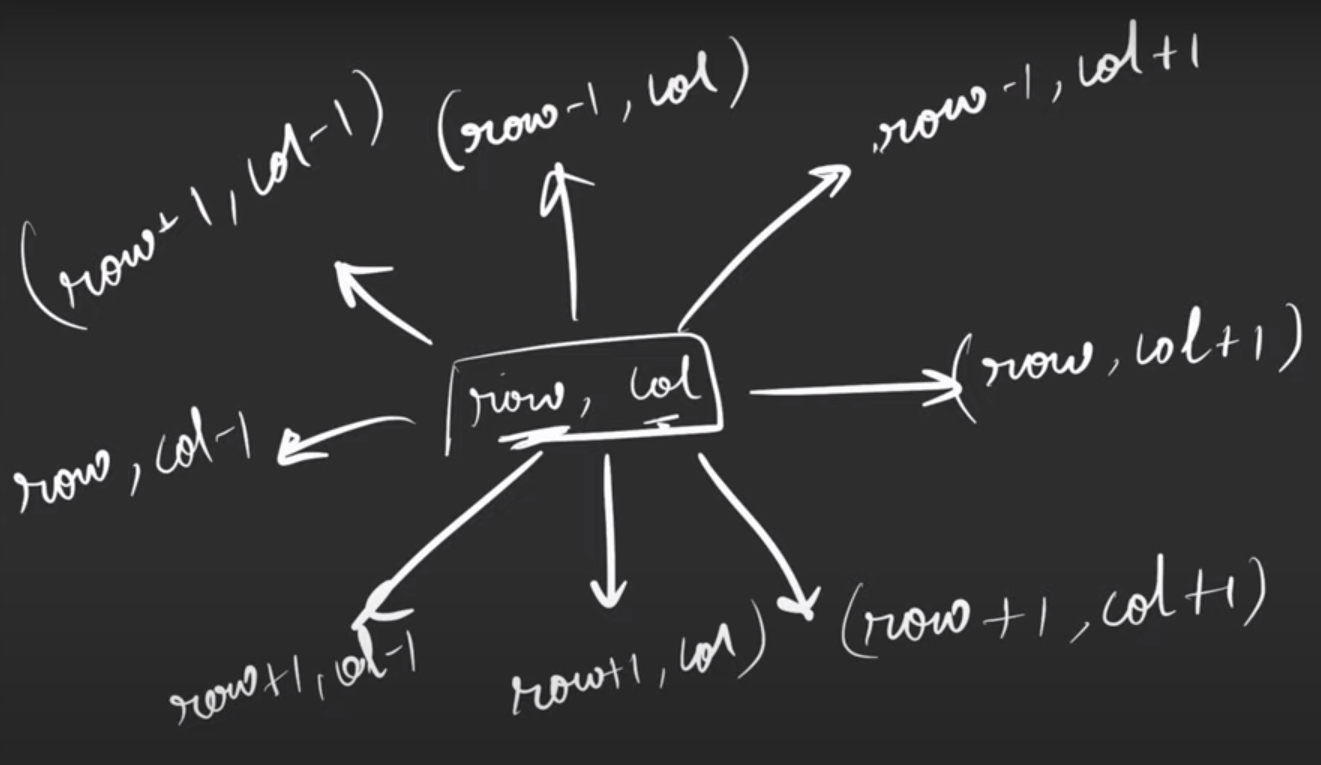 (row+1, col-1)
(row-1, col)
row-1, col+1
row, col
(row, col+1)
row, col-1
row+1, col-1
row+1, col)
(row+1, col+1)